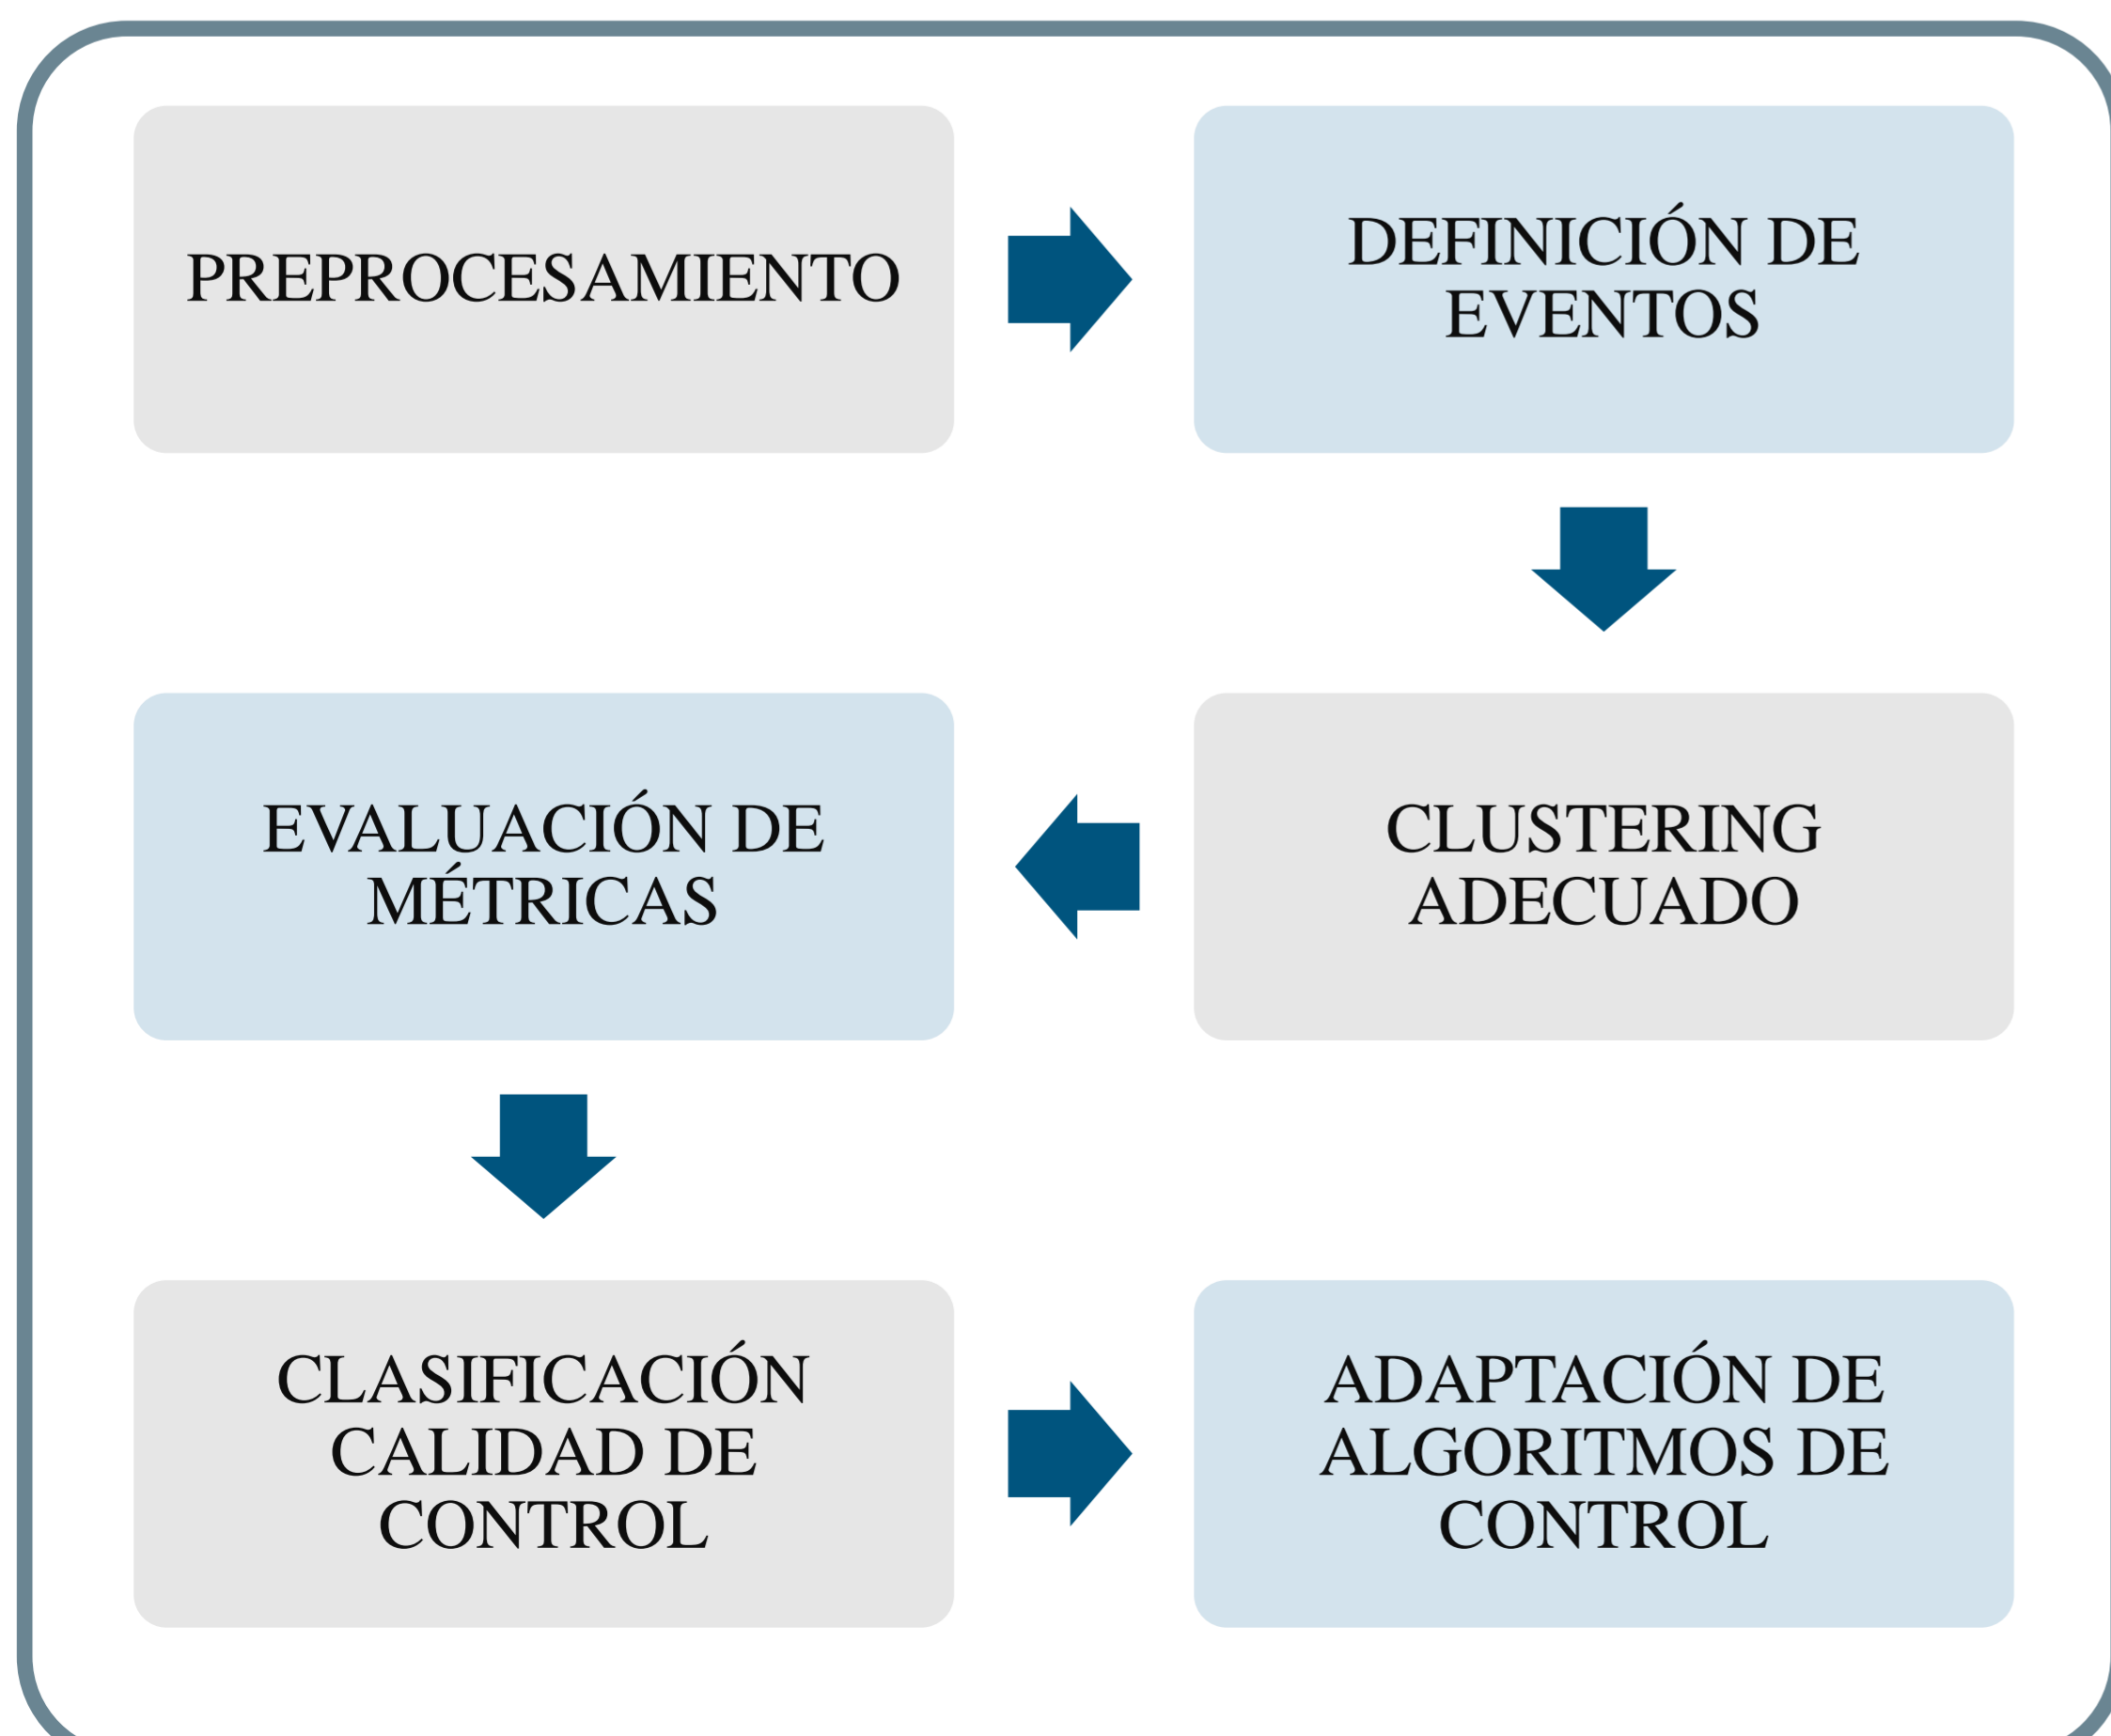 PREPROCESAMIENTO
DEFINICIÓN DE
EVENTOS
CLUSTERING
ADECUADO
EVALUACIÓN DE
MÉTRICAS
CLASIFICACIÓN
CALIDAD DE
CONTROL
ADAPTACIÓN DE
ALGORITMOS DE
CONTROL